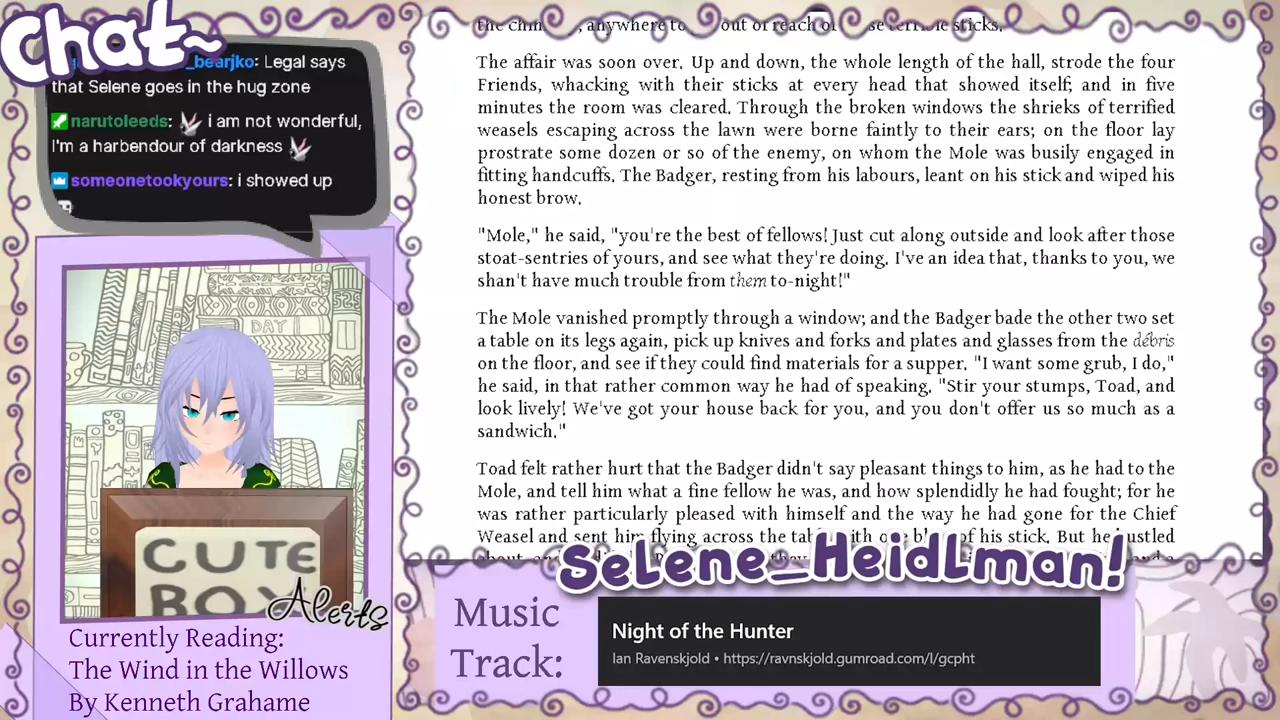 Chat~
_bearjko: Legal says
that Selene goes in the hug zone
narutoleeds: i am not wonderful,
I'm a harbendour of darkness
someonetookyours: i showed up
DAY
CUTE
BOX
Alerts
Currently Reading:
The Wind in the Willows
By Kenneth Grahame
The affair was soon over. Up and down, the whole length of the hall, strode the four
Friends, whacking with their sticks at every head that showed itself; and in five
minutes the room was cleared. Through the broken windows the shrieks of terrified
weasels escaping across the lawn were borne faintly to their ears; on the floor lay
prostrate some dozen or so of the enemy, on whom the Mole was busily engaged in
fitting handcuffs. The Badger, resting from his labours, leant on his stick and wiped his
honest brow.
"Mole," he said, "you're the best of fellows! Just cut along outside and look after those
stoat-sentries of yours, and see what they're doing. I've an idea that, thanks to you, we
shan't have much trouble from them to-night!"
The Mole vanished promptly through a window; and the Badger bade the other two set
a table on its legs again, pick up knives and forks and plates and glasses from the débris
on the floor, and see if they could find materials for a supper. "I want some grub, I do,"
he said, in that rather common way he had of speaking. "Stir your stumps, Toad, and
look lively! We've got your house back for you, and you don't offer us so much as a
sandwich."
Toad felt rather hurt that the Badger didn't say pleasant things to him, as he had to the
Mole, and tell him what a fine fellow he was, and how splendidly he had fought; for he
was rather particularly pleased with himself and the way he had gone for the Chief
Weasel and sent him flying across the table with one of his stick. But he bustled
Selene_Heidlman!
Music
Track:
Night of the Hunter
Ian Ravenskjold • https://ravnskjold.gumroad.com/l/gcpht